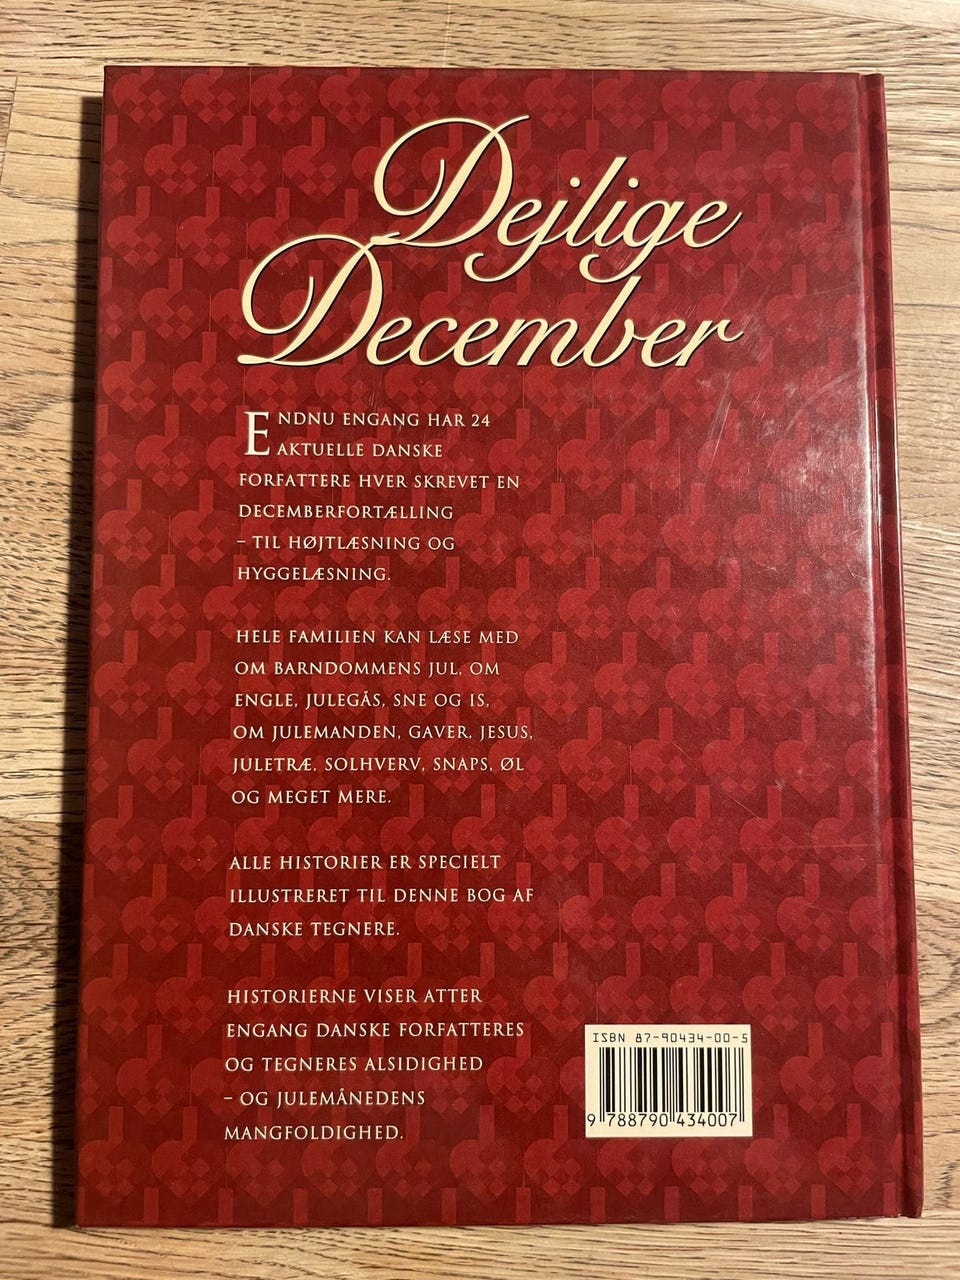 Dejlige
December
ENDNU ENGANG HAR 24
AKTUELLE DANSKE
FORFATTERE HVER SKREVET EN
DECEMBERFORTÆLLING
– TIL HØJTLÆSNING OG
HYGGELÆSNING.
HELE FAMILIEN KAN LÆSE MED
OM BARNDOMMENS JUL, OM
ENGLE, JULEGÅS, SNE OG IS,
OM JULEMANDEN, GAVER, JESUS,
JULETRÆ, SOLHVERV, SNAPS, ØL
OG MEGET MERE.
ALLE HISTORIER ER SPECIELT
ILLUSTRERET TIL DENNE BOG AF
DANSKE TEGNERE.
HISTORIERNE VISER ATTER
ENGANG DANSKE FORFATTERES
OG TEGNERES ALSIDIGHED
– OG JULEMÅNEDENS
MANGFOLDIGHED.
ISBN 87-90434-00-5
9 788790 434007